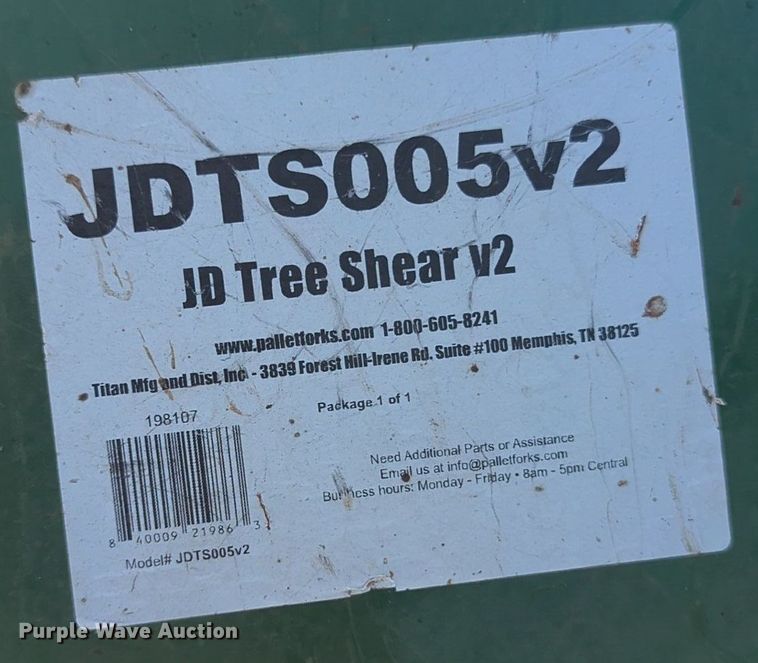 JDTS005v2
JD Tree Shear v2
www.palletforks.com 1-800-605-8241
Titan Mfg and Dist, Inc. - 3839 Forest Hill-Irene Rd. Suite #100 Memphis, TN 38125
Package 1 of 1
198107
Need Additional Parts or Assistance
Email us at info@palletforks.com
Business hours: Monday - Friday • 8am - 5pm Central
8 40009 21986 3
Model# JDTS005v2
Purple Wave Auction